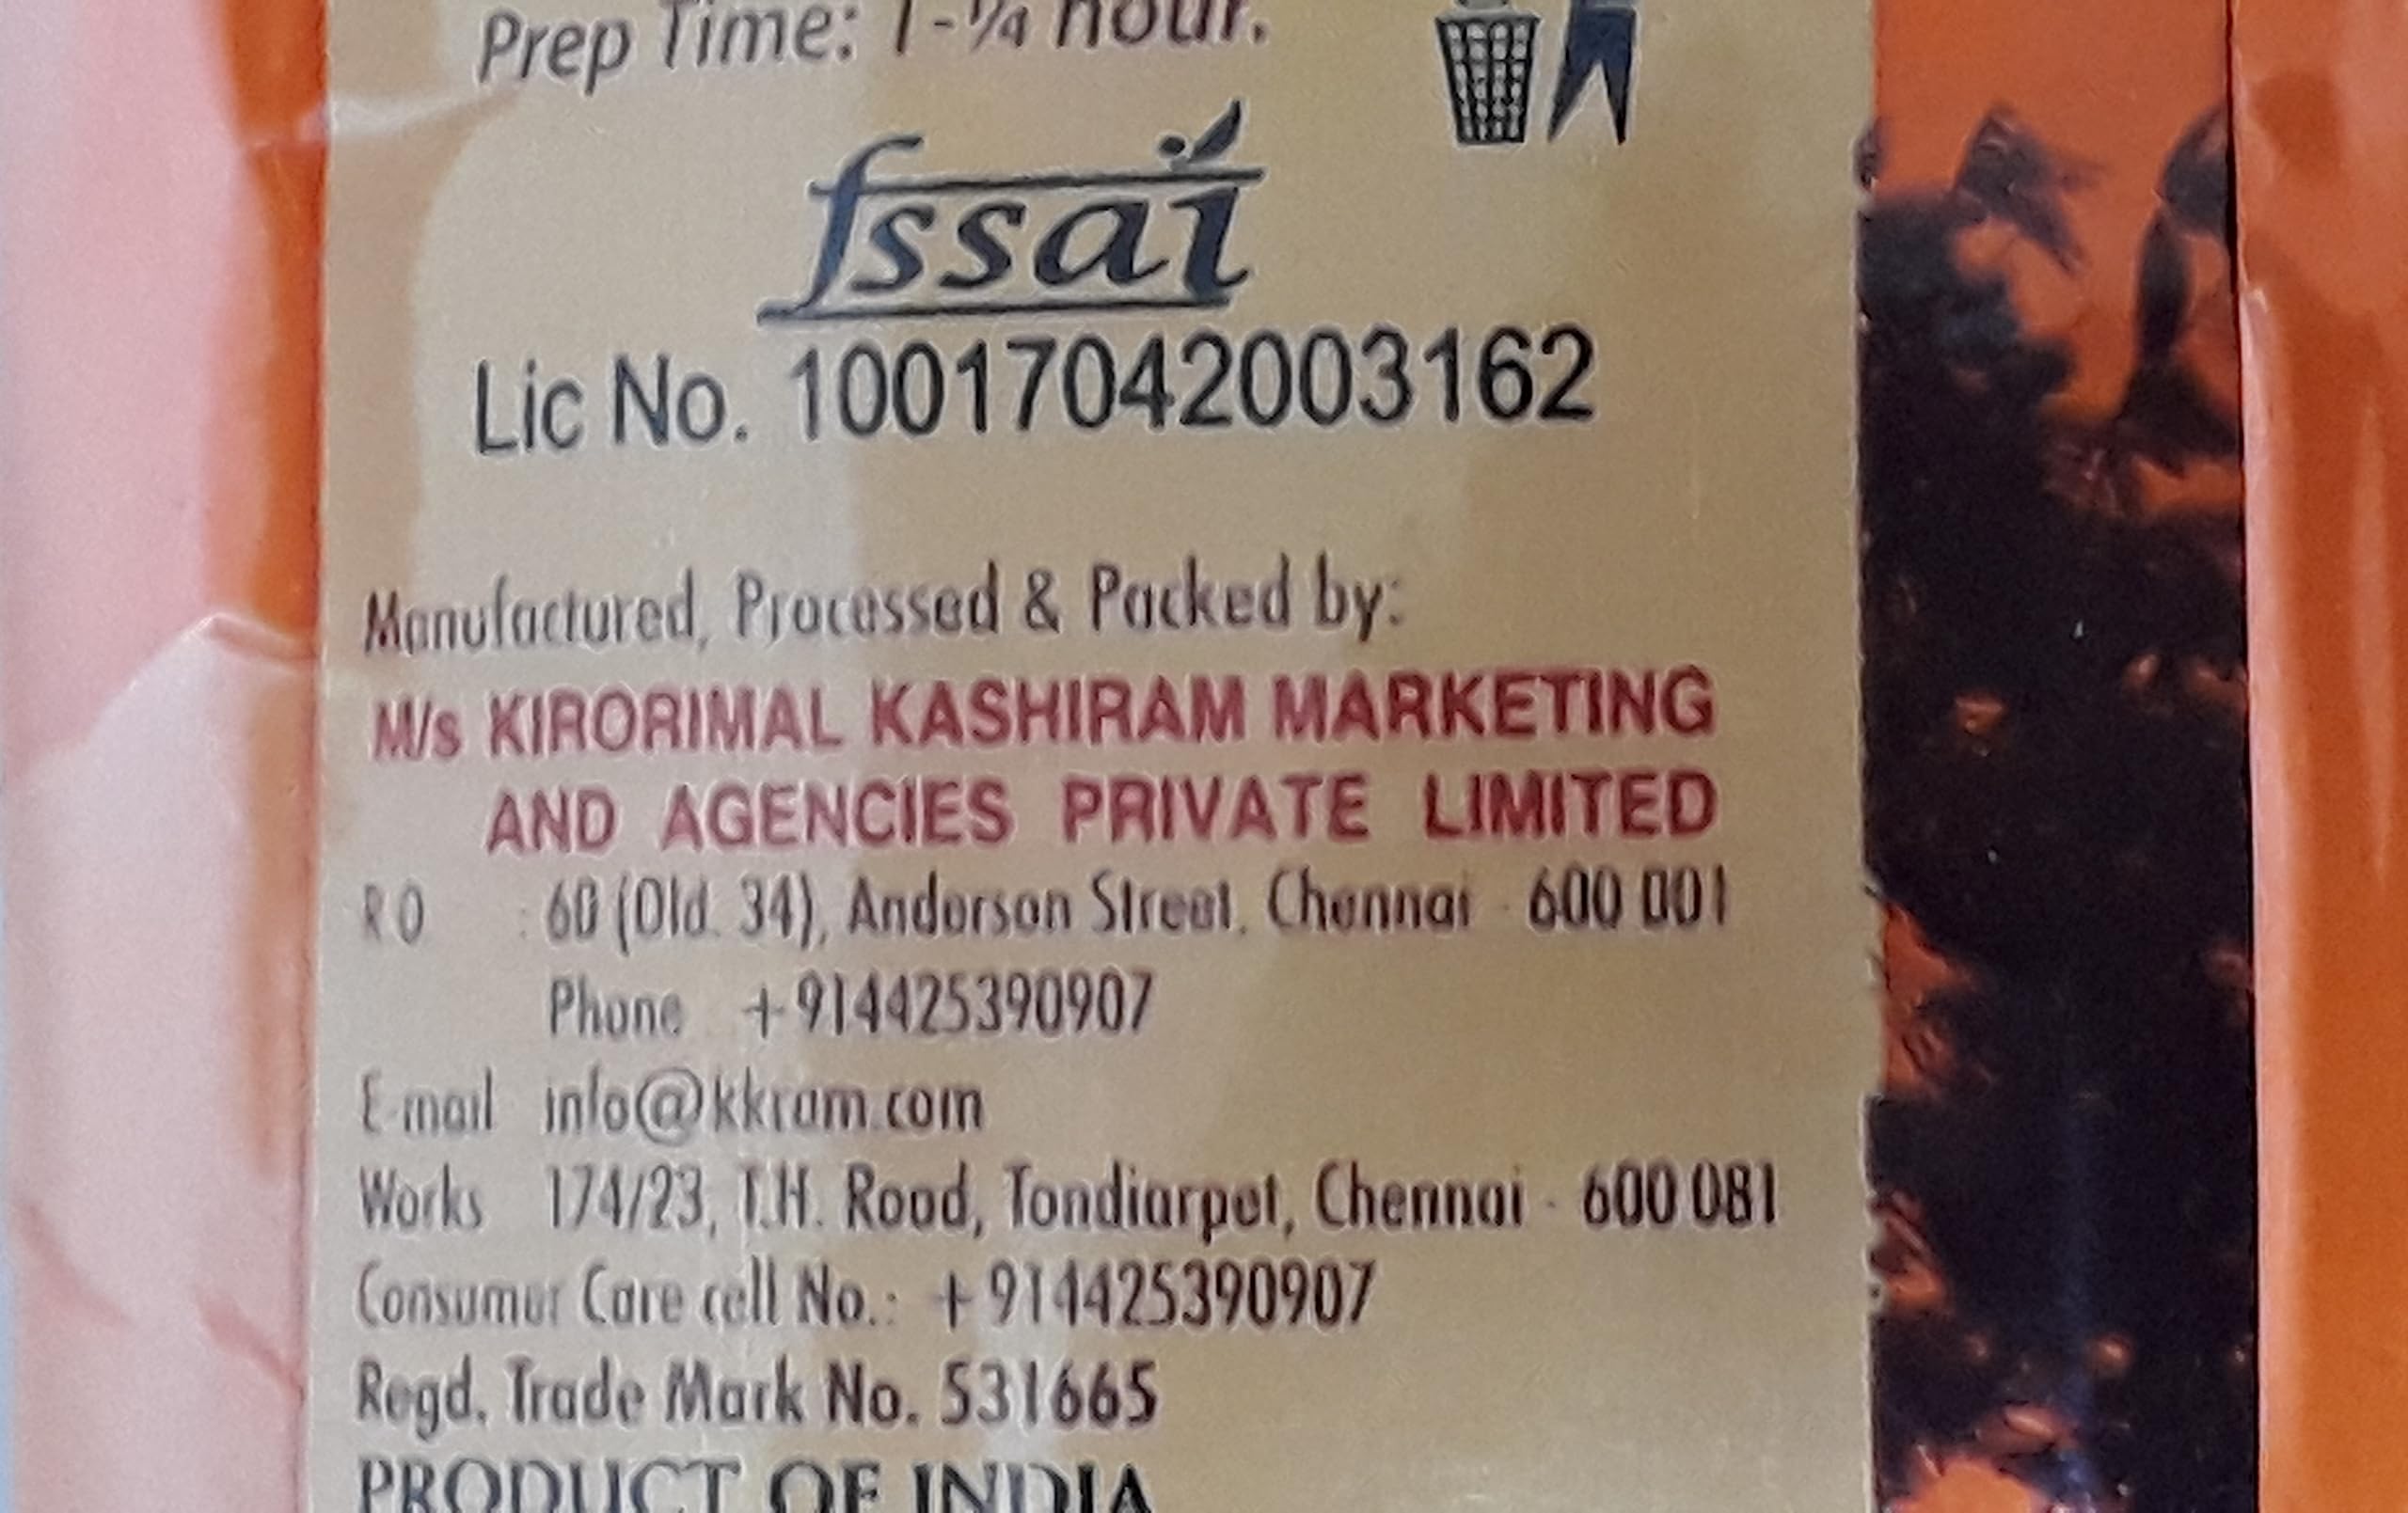 Prep Time: 1-¼ hour.
fssai
Lic No. 10017042003162
Manufactured, Processed & Packed by:
M/s KIRORIMAL KASHIRAM MARKETING
AND AGENCIES PRIVATE LIMITED
R O : 60 (Old. 34), Anderson Street, Chennai - 600 001
Phone +914425390907
E-mail info@kkram.com
Works 174/23, T.H. Road, Tondiarpet, Chennai - 600 081
Consumer Care cell No.: +914425390907
Regd. Trade Mark No. 531665
PRODUCT OF INDIA